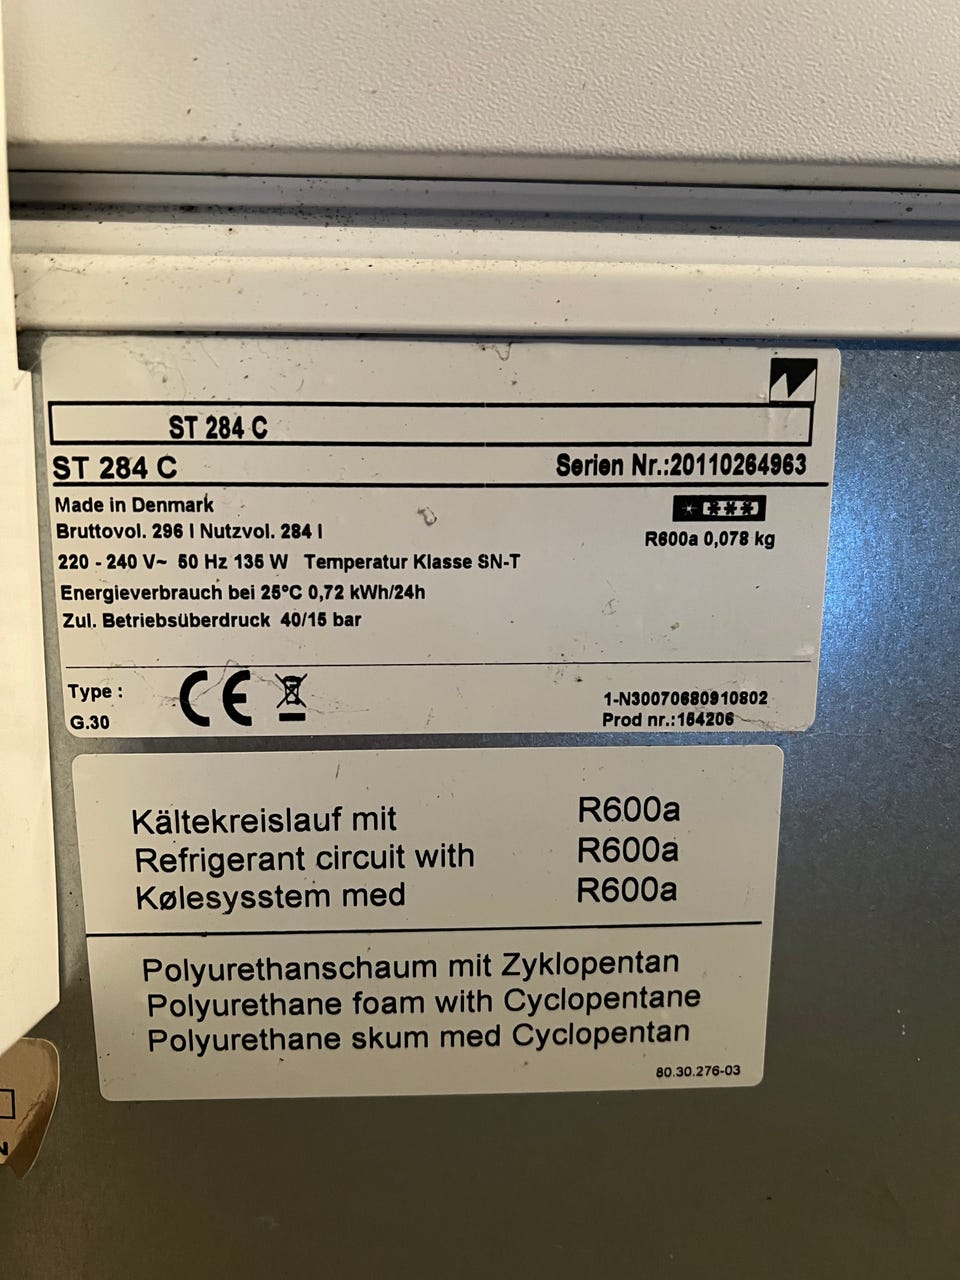 ST 284 C
ST 284 C Serien Nr.:20110264963
Made in Denmark
Bruttovol. 296 l Nutzvol. 284 l
R600a 0,078 kg
220 - 240 V~ 50 Hz 135 W Temperatur Klasse SN-T
Energieverbrauch bei 25°C 0,72 kWh/24h
Zul. Betriebsüberdruck 40/15 bar
Type :
G.30
CE
1-N30070680910802
Prod nr.:154206
Kältekreislauf mit R600a
Refrigerant circuit with R600a
Kølesysstem med R600a
Polyurethanschaum mit Zyklopentan
Polyurethane foam with Cyclopentane
Polyurethane skum med Cyclopentan
80.30.276-03
N